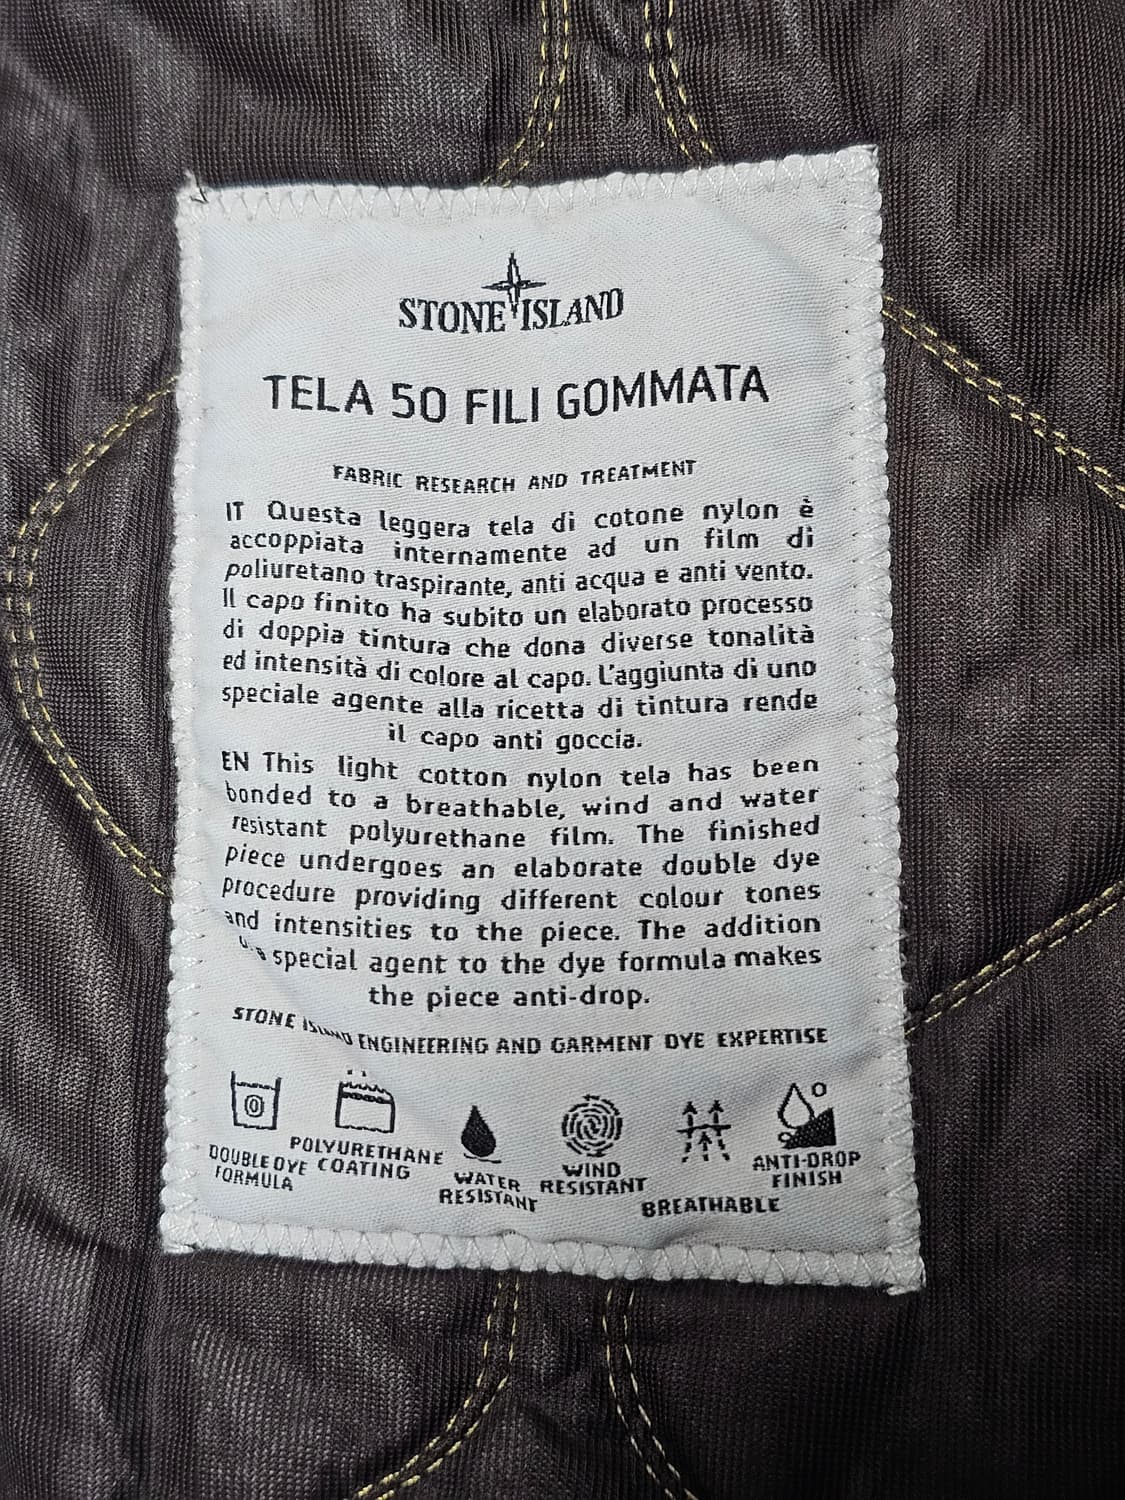 STONE ISLAND
TELA 50 FILI GOMMATA
FABRIC RESEARCH AND TREATMENT
IT Questa leggera tela di cotone nylon è
accoppiata internamente ad un film di
poliuretano traspirante, anti acqua e anti vento.
Il capo finito ha subito un elaborato processo
di doppia tintura che dona diverse tonalità
ed intensità di colore al capo. L'aggiunta di uno
speciale agente alla ricetta di tintura rende
il capo anti goccia.
EN This light cotton nylon tela has been
bonded to a breathable, wind and water
resistant polyurethane film. The finished
piece undergoes an elaborate double dye
procedure providing different colour tones
and intensities to the piece. The addition
special agent to the dye formula makes
the piece anti-drop.
STONE ISLAND ENGINEERING AND GARMENT DYE EXPERTISE
DOUBLE DYE
FORMULA
POLYURETHANE
COATING
WATER
RESISTANT
WIND
RESISTANT
BREATHABLE
ANTI-DROP
FINISH